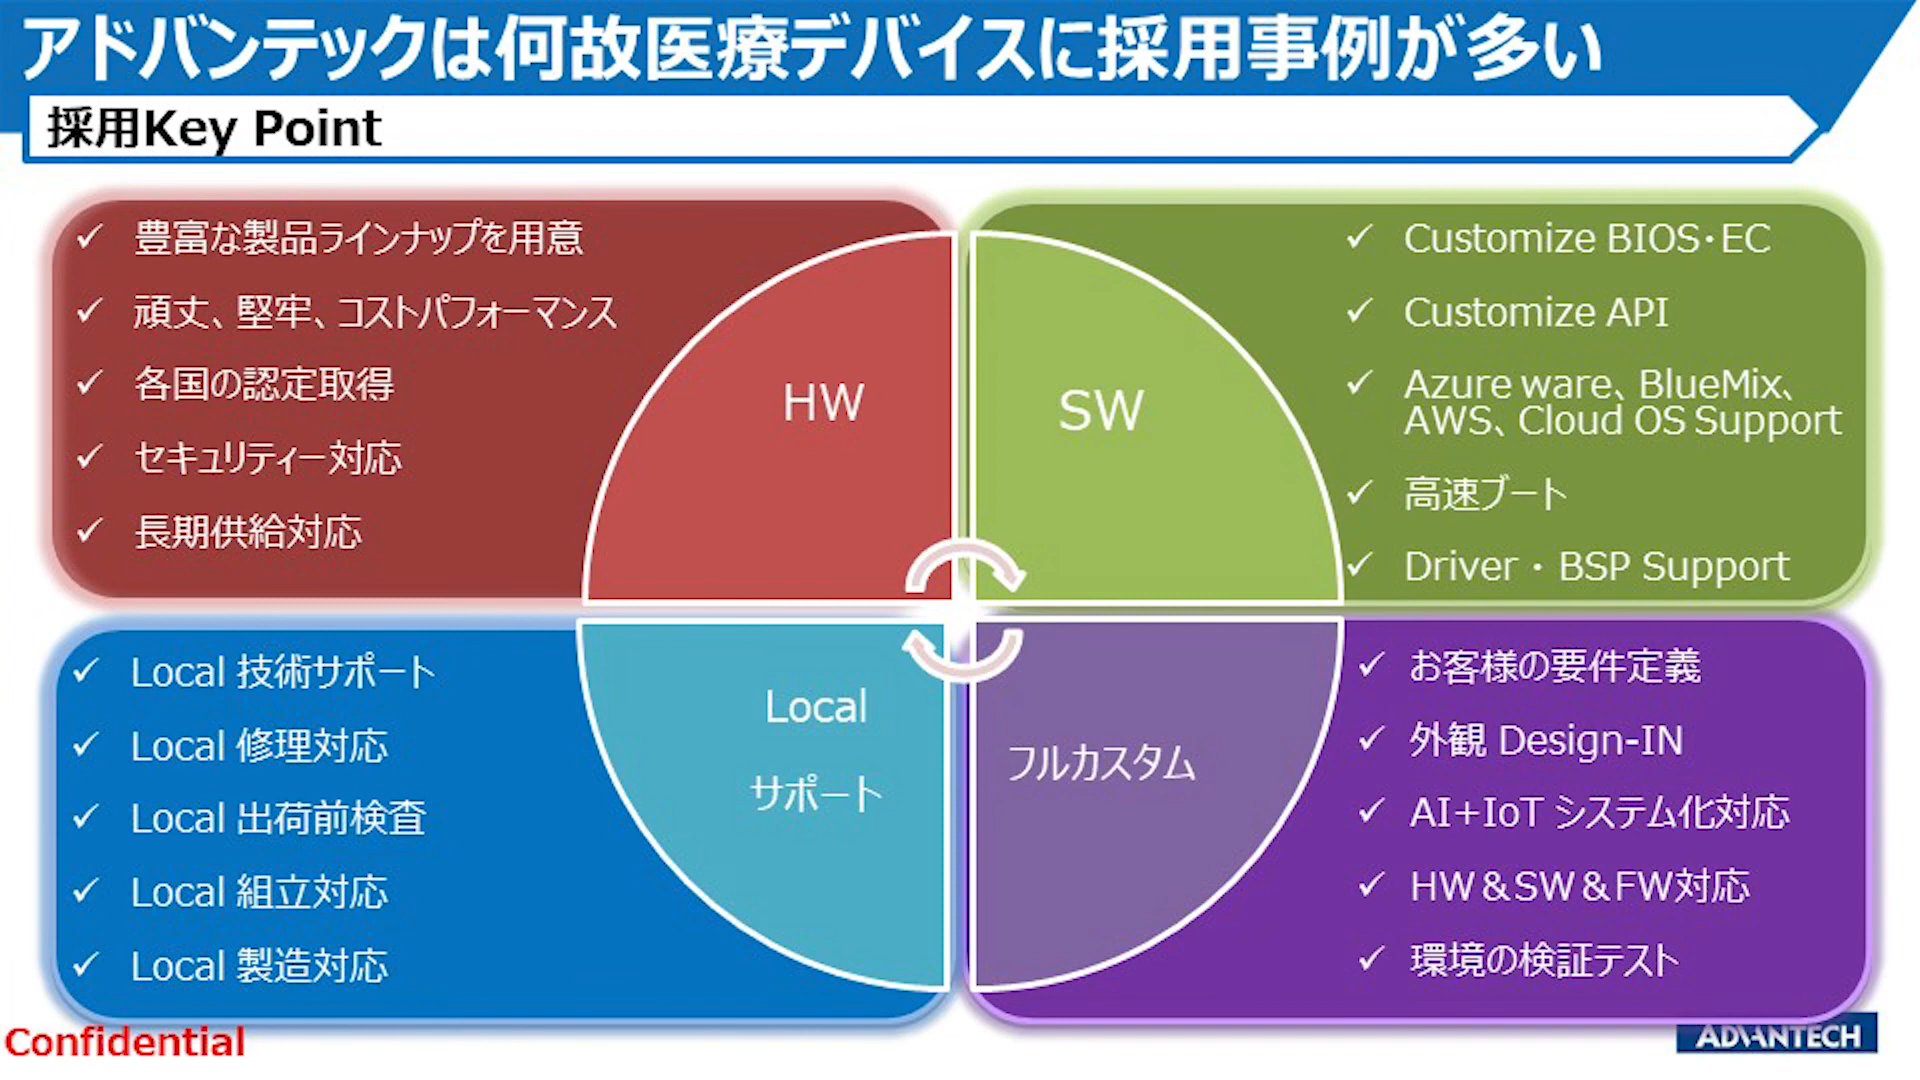 アドバンテックは何故医療デバイスに採用事例が多い
採用Key Point
✓ 豊富な製品ラインナップを用意
✓ 頑丈、堅牢、コストパフォーマンス
✓ 各国の認定取得
✓ セキュリティー対応
✓ 長期供給対応
HW
SW
✓ Customize BIOS・EC
✓ Customize API
✓ Azure ware、BlueMix、
AWS、Cloud OS Support
✓ 高速ブート
✓ Driver・BSP Support
✓ Local 技術サポート
✓ Local 修理対応
✓ Local 出荷前検査
✓ Local 組立対応
✓ Local 製造対応
Local
サポート
フルカスタム
✓ お客様の要件定義
✓ 外観 Design-IN
✓ AI+IoT システム化対応
✓ HW＆SW＆FW対応
✓ 環境の検証テスト
Confidential
ADVANTECH